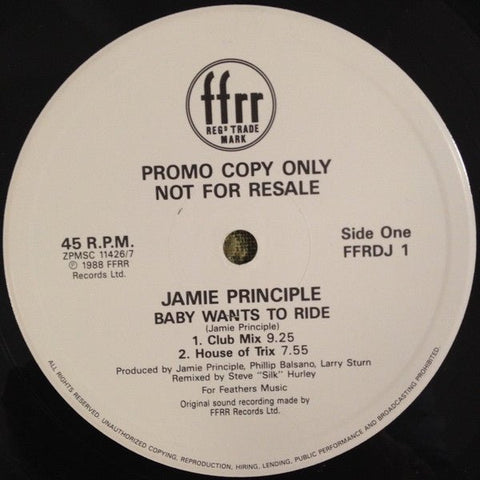 ffrr
REGD TRADE
MARK
PROMO COPY ONLY
NOT FOR RESALE
45 R.P.M.
ZPMSC 11426/7
℗ 1988 FFRR
Records Ltd.
Side One
FFRDJ 1
JAMIE PRINCIPLE
BABY WANTS TO RIDE
(Jamie Principle)
1. Club Mix 9.25
2. House of Trix 7.55
Produced by Jamie Principle, Phillip Balsano, Larry Sturn
Remixed by Steve "Silk" Hurley
For Feathers Music
Original sound recording made by
FFRR Records Ltd.
ALL RIGHTS RESERVED. UNAUTHORIZED COPYING, REPRODUCTION, HIRING, LENDING, PUBLIC PERFORMANCE AND BROADCASTING PROHIBITED.